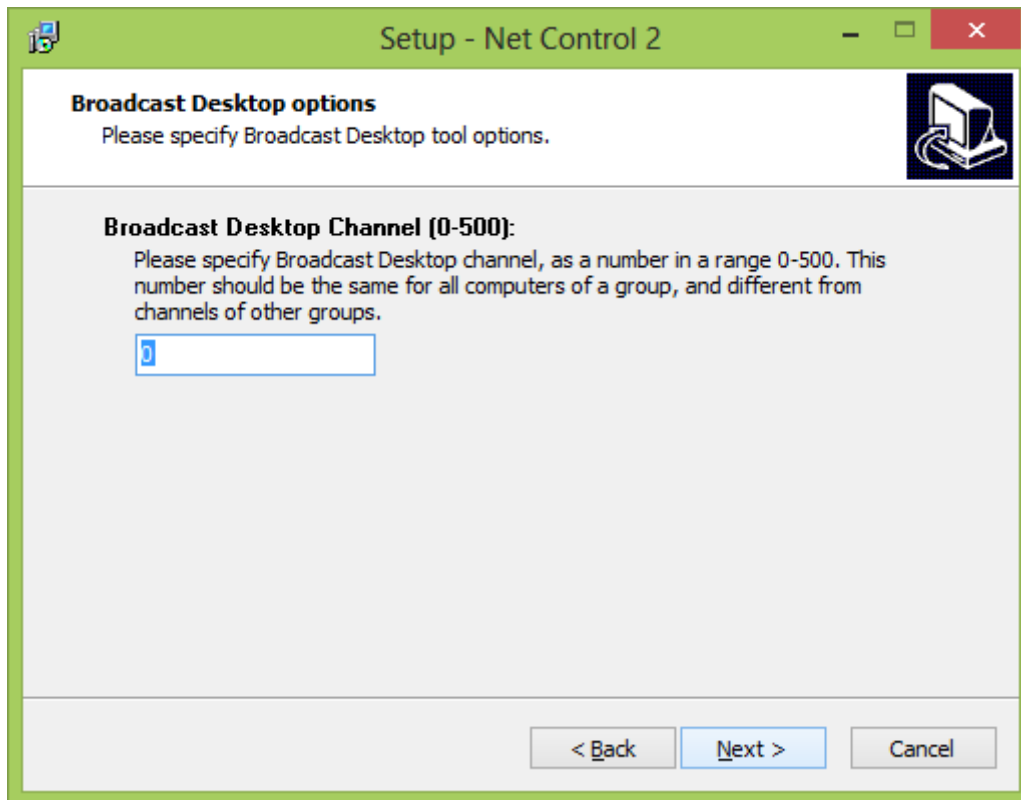 Setup - Net Control 2
Broadcast Desktop options
Please specify Broadcast Desktop tool options.
Broadcast Desktop Channel (0-500):
Please specify Broadcast Desktop channel, as a number in a range 0-500. This
number should be the same for all computers of a group, and different from
channels of other groups.
0
< Back
Next >
Cancel